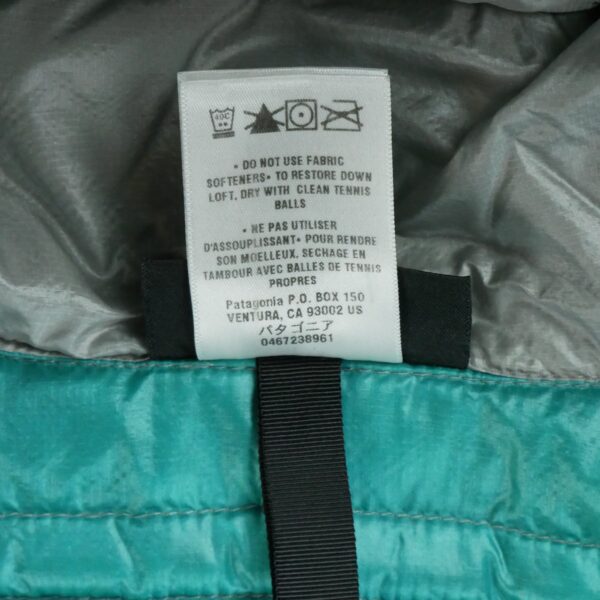 40C
• DO NOT USE FABRIC
SOFTENERS• TO RESTORE DOWN
LOFT, DRY WITH CLEAN TENNIS
BALLS
• NE PAS UTILISER
D'ASSOUPLISSANT• POUR RENDRE
SON MOELLEUX, SECHAGE EN
TAMBOUR AVEC BALLES DE TENNIS
PROPRES
Patagonia P.O. BOX 150
VENTURA, CA 93002 US
パタゴニア
0467238961